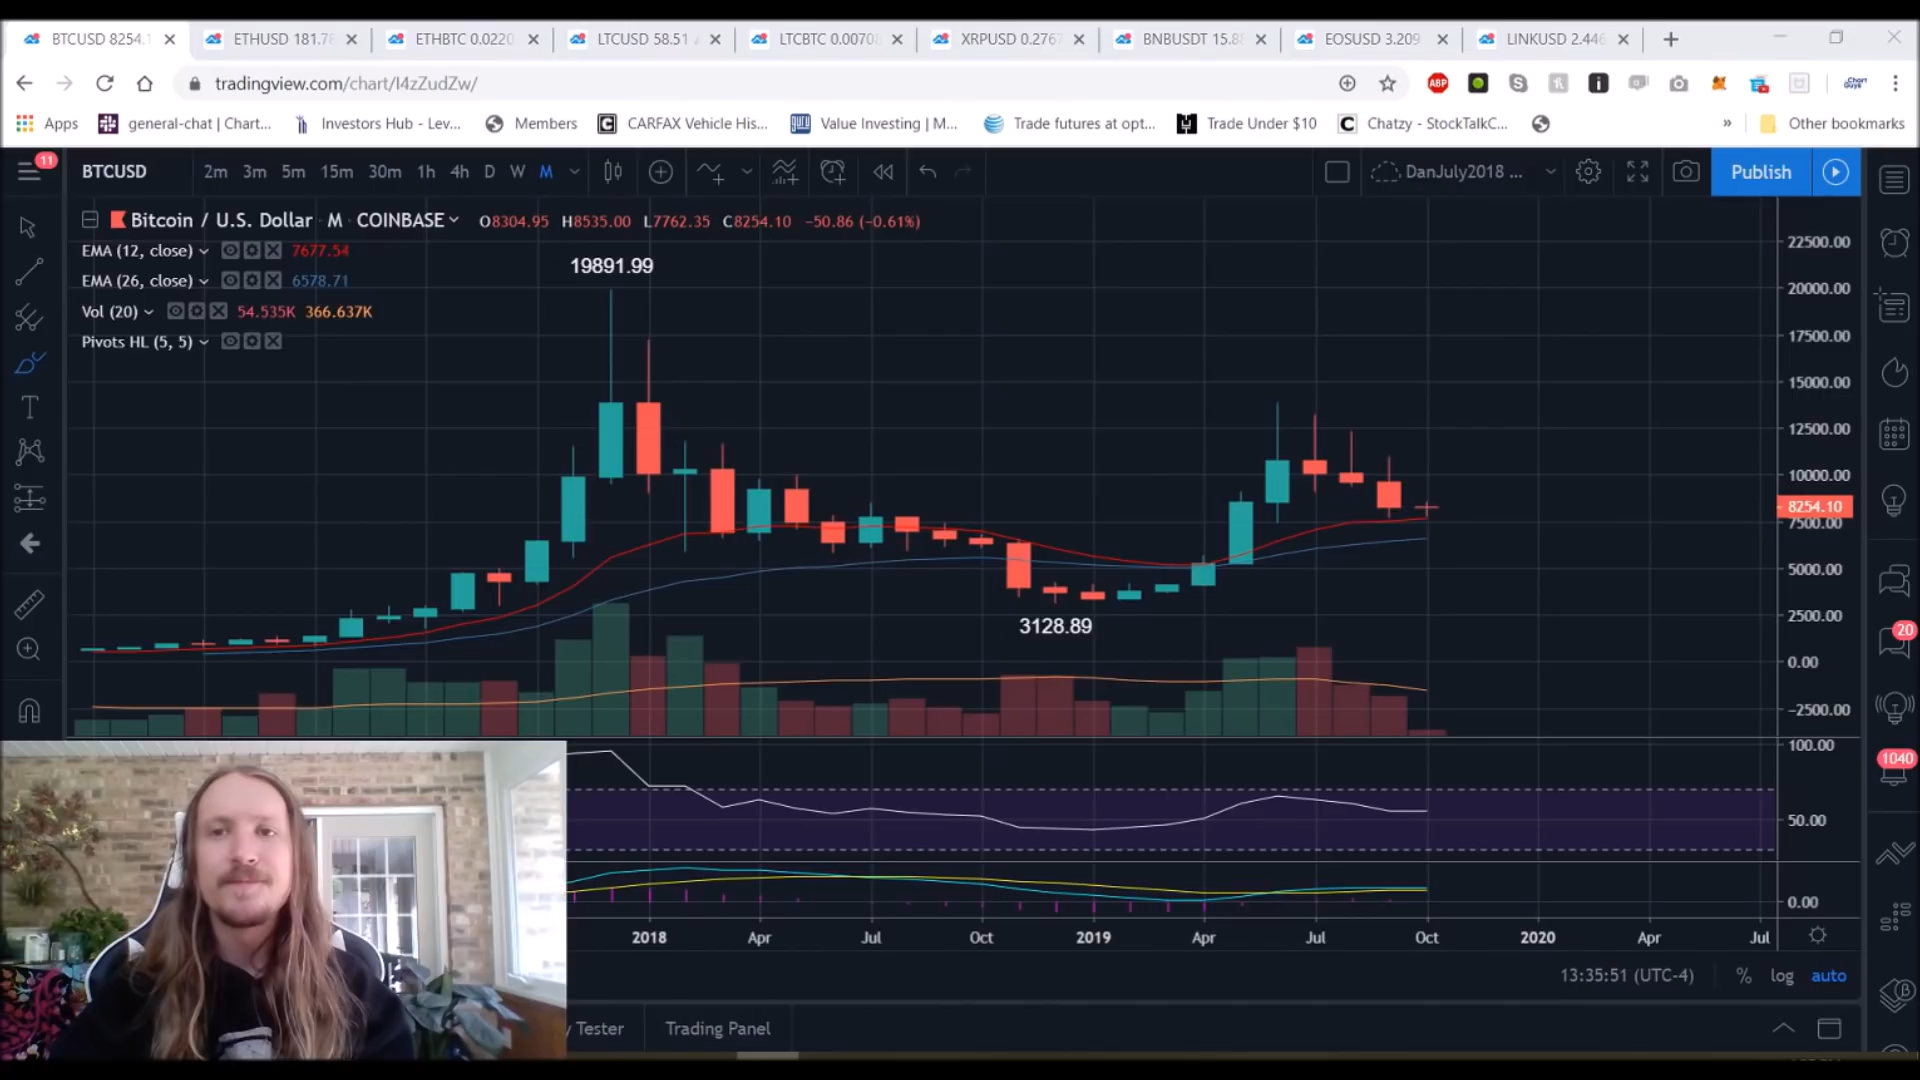 BTCUSD 8254.1
ETHUSD 181.78
ETHBTC 0.0220
LTCUSD 58.51
LTCBTC 0.00708
XRPUSD 0.2767
BNBUSDT 15.88
EOSUSD 3.209
LINKUSD 2.446
tradingview.com/chart/I4zZudZw/
ABP
Apps
general-chat | Chart...
Investors Hub - Lev...
Members
CARFAX Vehicle His...
Value Investing | M...
Trade futures at opt...
Trade Under $10
Chatzy - StockTalkC...
» Other bookmarks
11
BTCUSD 2m 3m 5m 15m 30m 1h 4h D W M
DanJuly2018 ...
Publish
Bitcoin / U.S. Dollar M COINBASE O8304.95 H8535.00 L7762.35 C8254.10 −50.86 (−0.61%)
EMA (12, close) 7677.54
EMA (26, close) 6578.71
Vol (20) 54.535K 366.637K
Pivots HL (5, 5)
19891.99
3128.89
22500.00
20000.00
17500.00
15000.00
12500.00
10000.00
8254.10
7500.00
5000.00
2500.00
0.00
−2500.00
100.00
50.00
0.00
20
1040
2018 Apr Jul Oct 2019 Apr Jul Oct 2020 Apr Jul
13:35:51 (UTC-4) % log auto
y Tester
Trading Panel